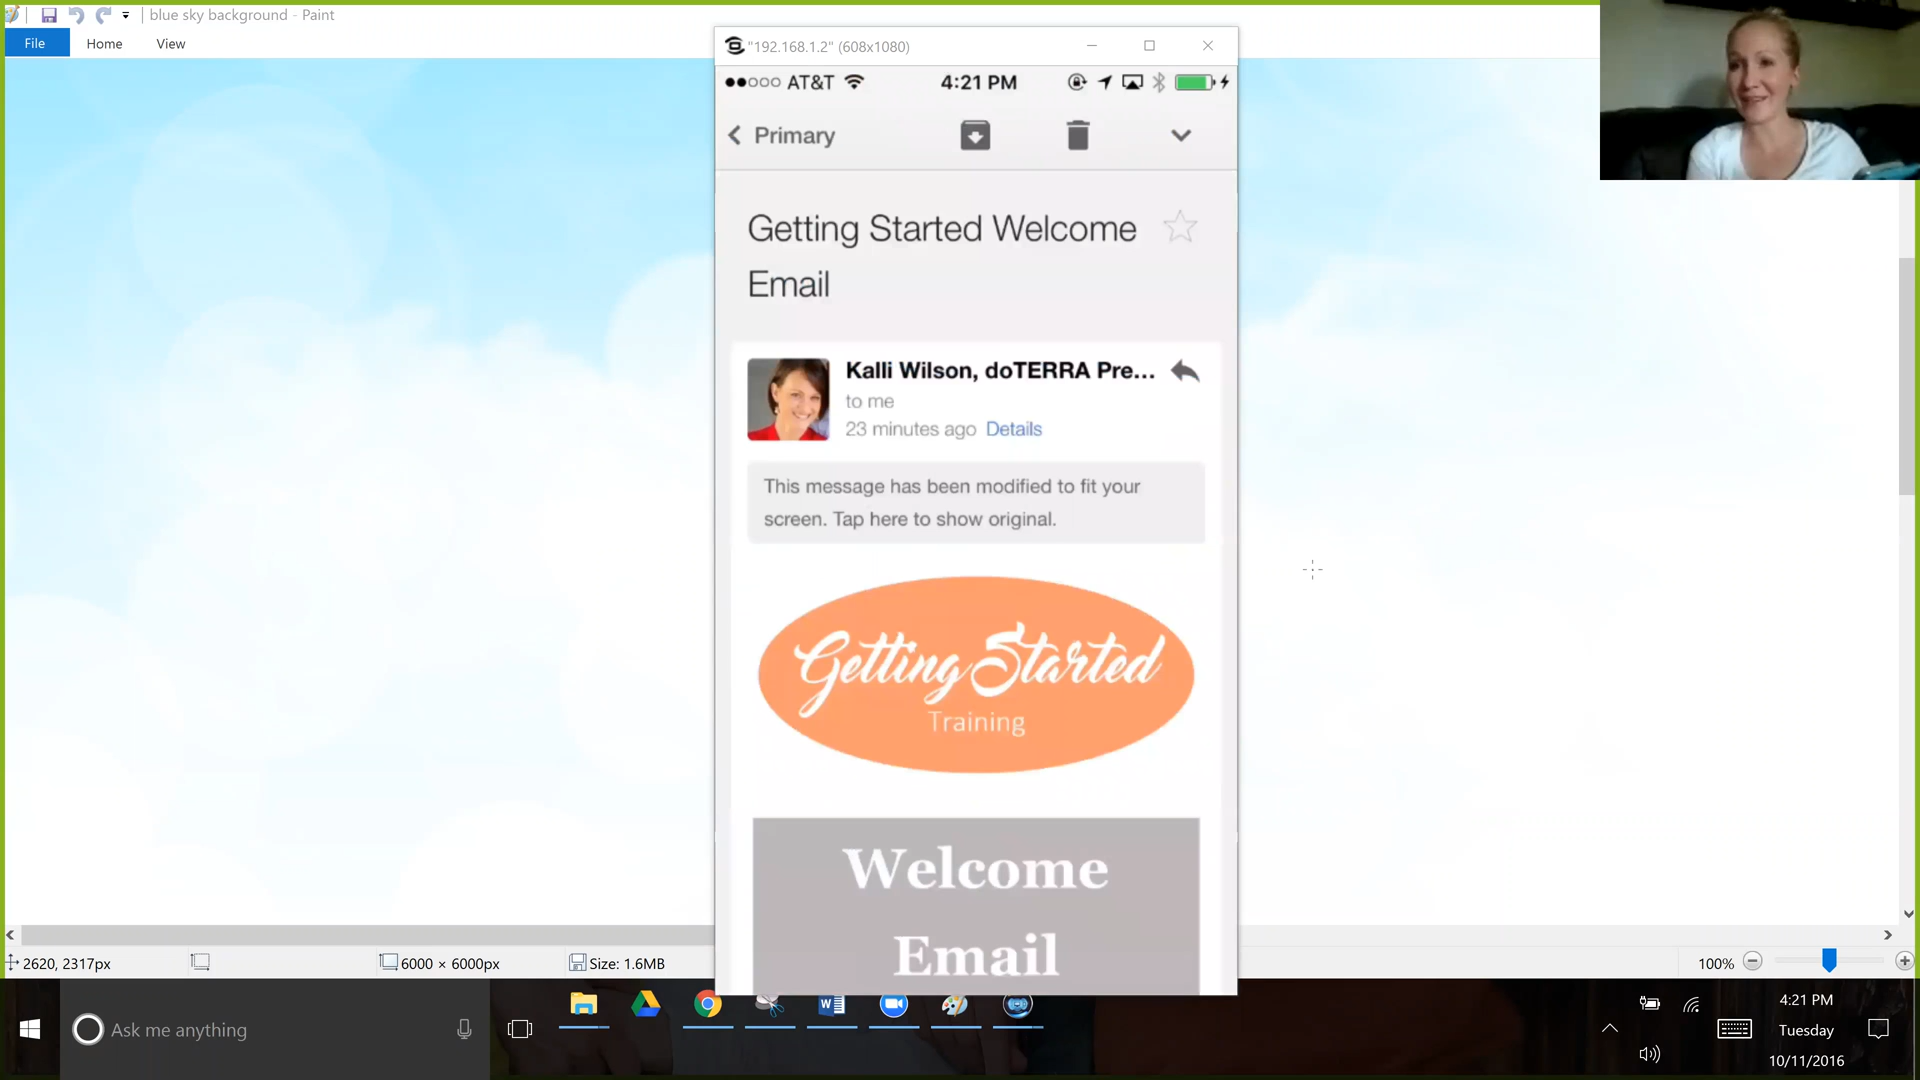 blue sky background - Paint
File Home View
"192.168.1.2" (608x1080)
AT&T 4:21 PM
Primary
Getting Started Welcome
Email
Kalli Wilson, doTERRA Pre...
to me
23 minutes ago Details
This message has been modified to fit your
screen. Tap here to show original.
Getting Started
Training
Welcome
Email
2620, 2317px 6000 × 6000px Size: 1.6MB 100%
Ask me anything
4:21 PM
Tuesday
10/11/2016